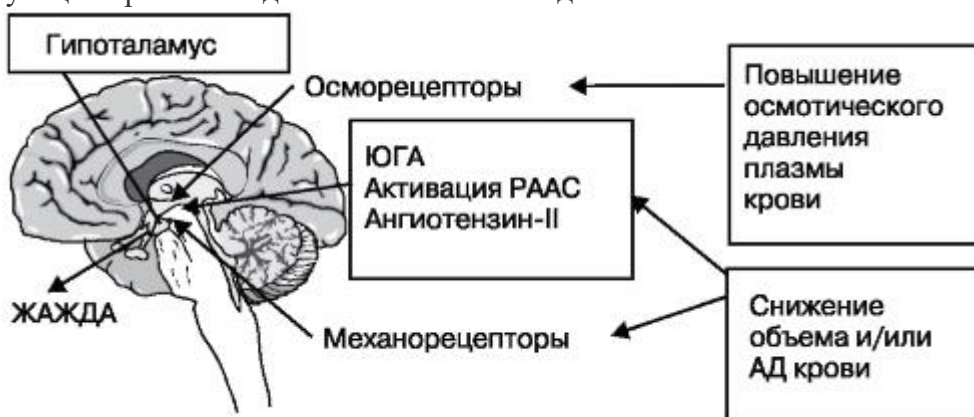 Гипоталамус
Осморецепторы
Повышение
осмотического
давления
плазмы
крови
ЮГА
Активация РААС
Ангиотензин-II
ЖАЖДА
Механорецепторы
Снижение
объема и/или
АД крови